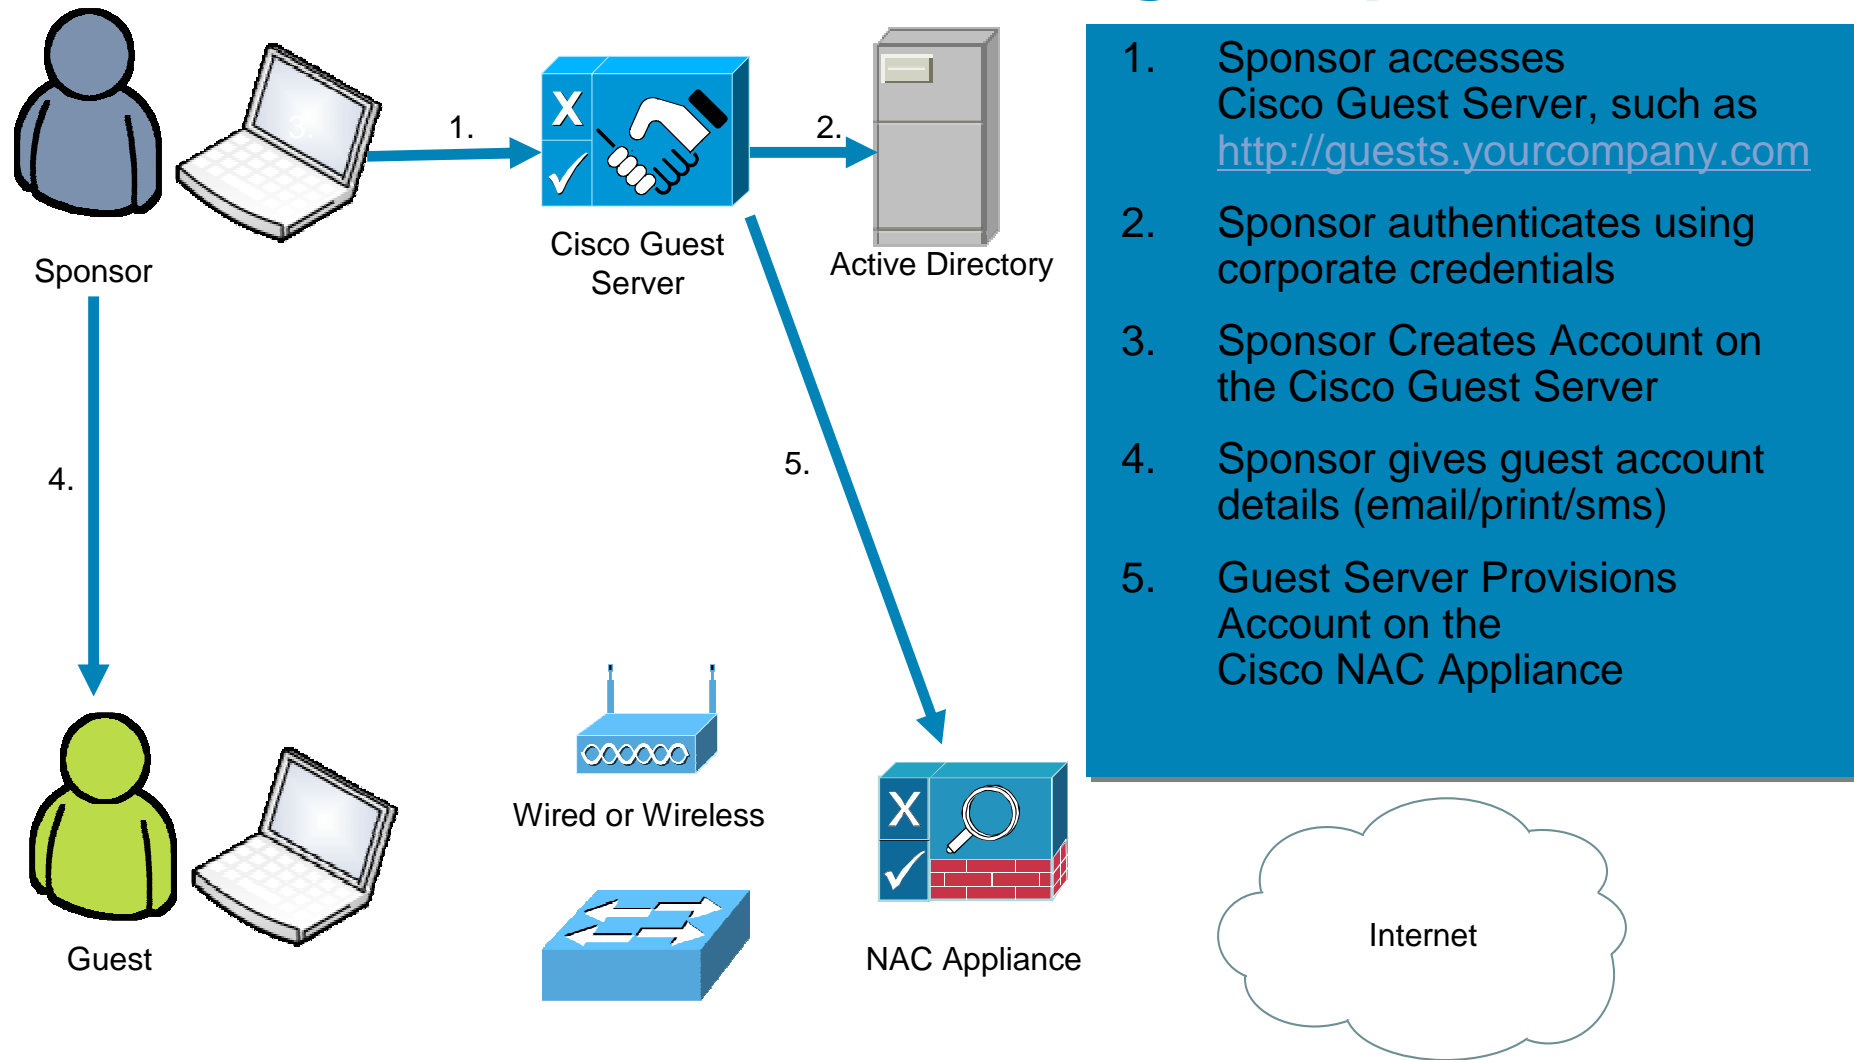 3.
1.
2.
Cisco Guest
Server
Active Directory
Sponsor
4.
5.
Wired or Wireless
Guest
NAC Appliance
Internet
1. Sponsor accesses
Cisco Guest Server, such as
http://guests.yourcompany.com
2. Sponsor authenticates using
corporate credentials
3. Sponsor Creates Account on
the Cisco Guest Server
4. Sponsor gives guest account
details (email/print/sms)
5. Guest Server Provisions
Account on the
Cisco NAC Appliance